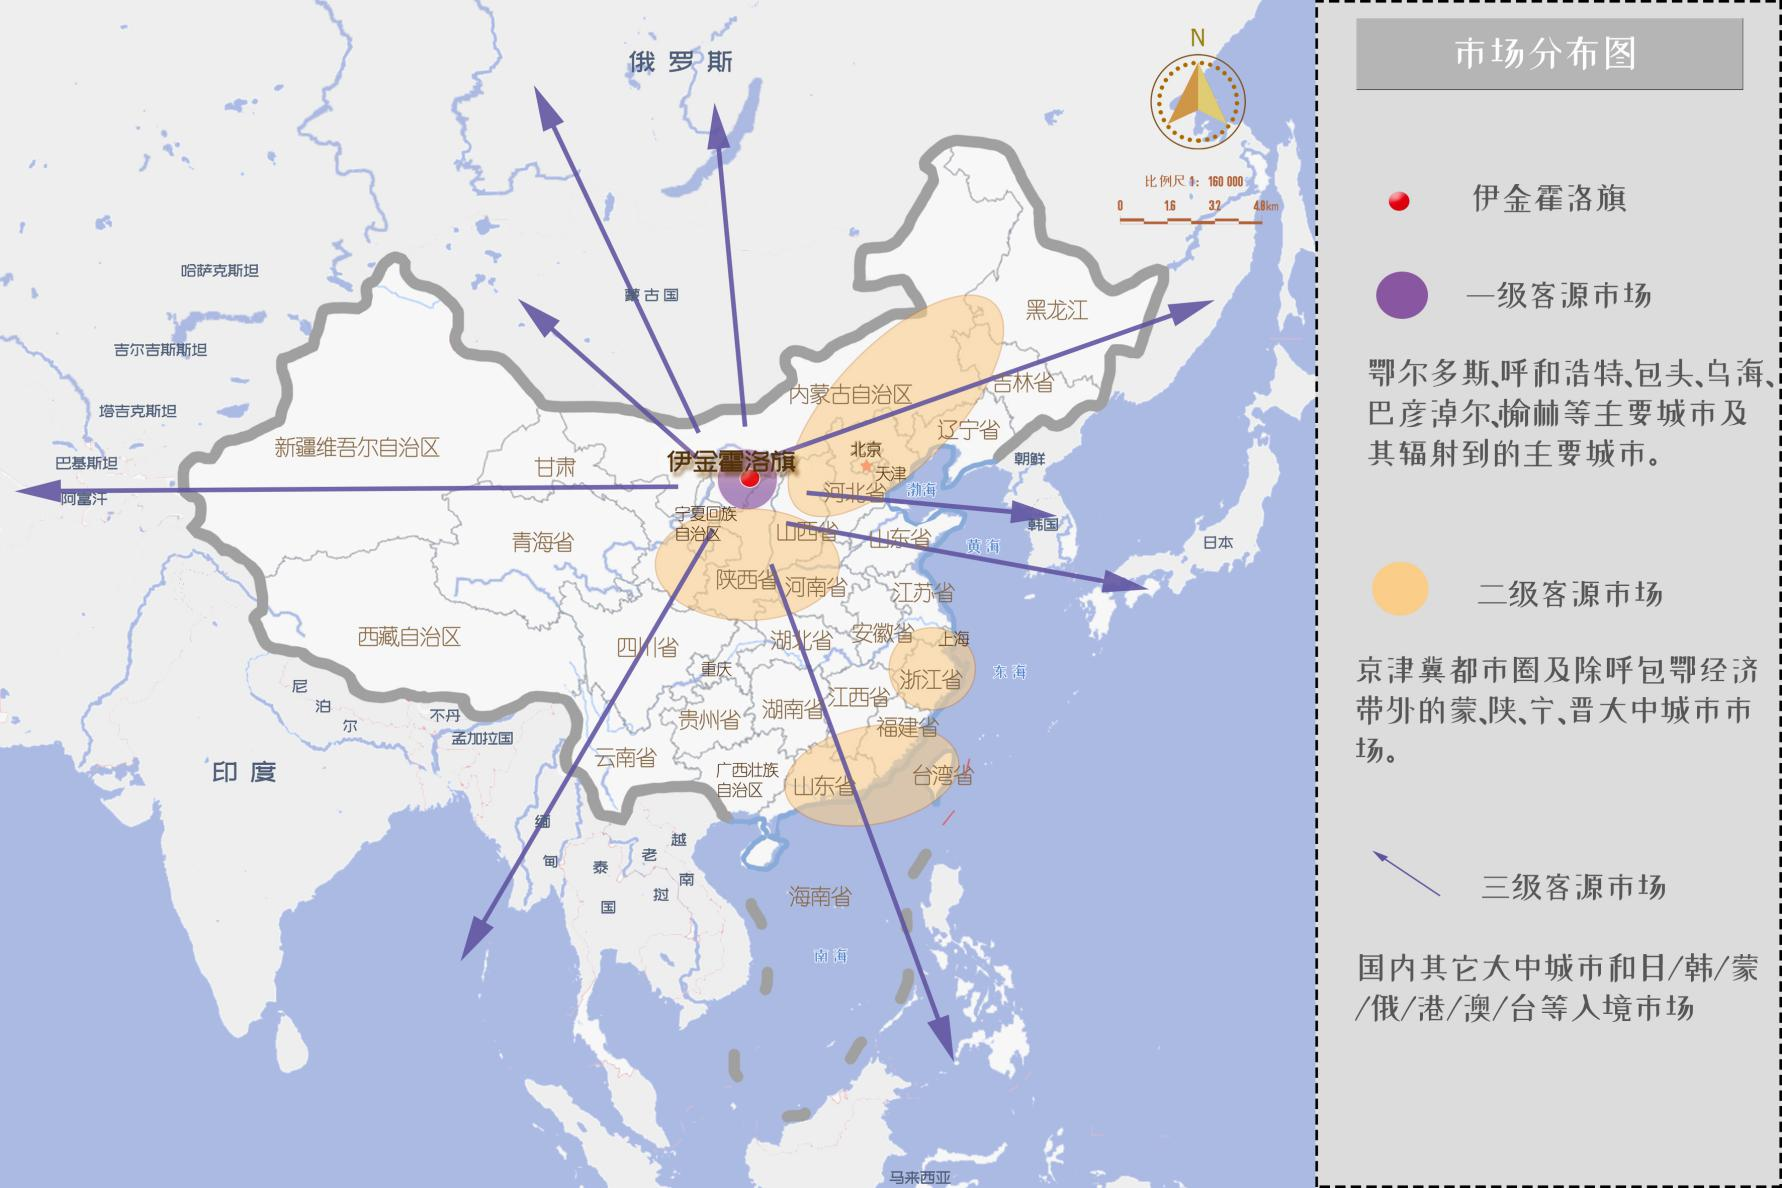 俄罗斯
N
比例尺 1：160 000
0 1.6 3.2 4.8km
哈萨克斯坦
蒙古国
黑龙江
吉尔吉斯斯坦
内蒙古自治区
吉林省
塔吉克斯坦
辽宁省
新疆维吾尔自治区
北京
巴基斯坦
甘肃
伊金霍洛旗
朝鲜
天津
阿富汗
河北省
渤海
宁夏回族
自治区
韩国
青海省
山西省
山东省
黄海
日本
陕西省
河南省
江苏省
西藏自治区
四川省
湖北省
安徽省
上海
重庆
浙江省
东海
尼泊尔
不丹
江西省
湖南省
贵州省
福建省
孟加拉国
云南省
印度
广西壮族
自治区
山东省
台湾省
缅甸
泰国
老挝
越南
海南省
南海
马来西亚
市场分布图
伊金霍洛旗
一级客源市场
鄂尔多斯、呼和浩特、包头、乌海、
巴彦淖尔、榆林等主要城市及
其辐射到的主要城市。
二级客源市场
京津冀都市圈及除呼包鄂经济
带外的蒙、陕、宁、晋大中城市市
场。
三级客源市场
国内其它大中城市和日/韩/蒙
/俄/港/澳/台等入境市场